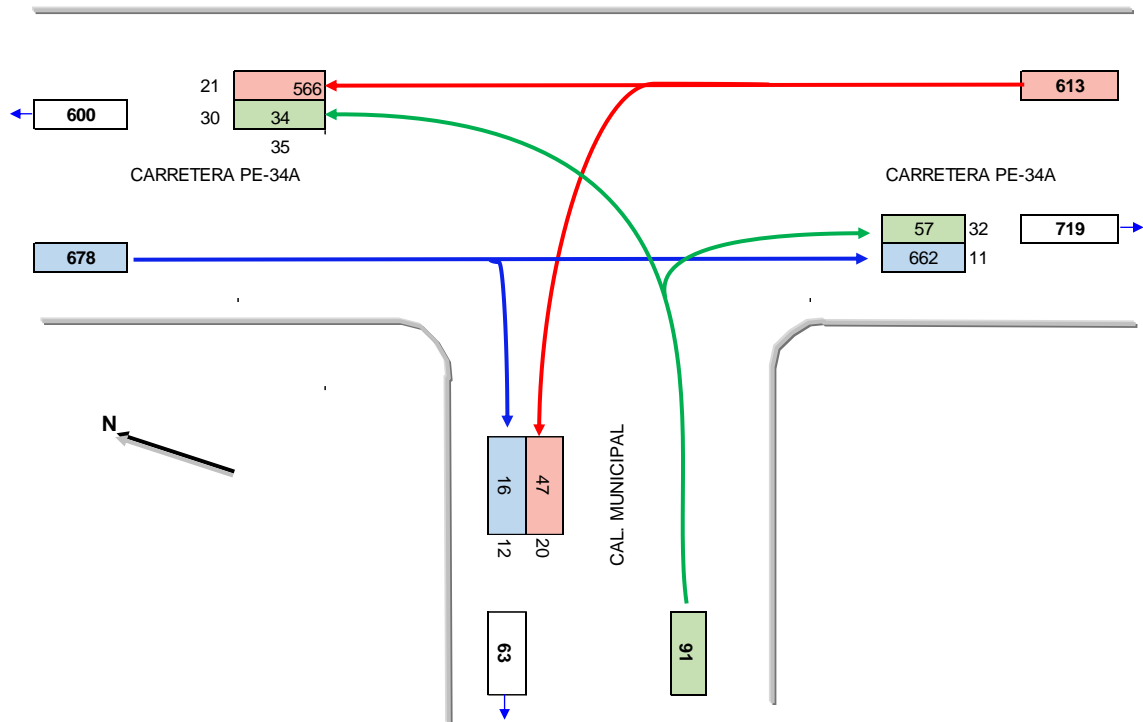 21 566 613
600 30 34
35
CARRETERA PE-34A CARRETERA PE-34A
57 32 719
678 662 11
N
16 47 CAL. MUNICIPAL
12 20
63 91